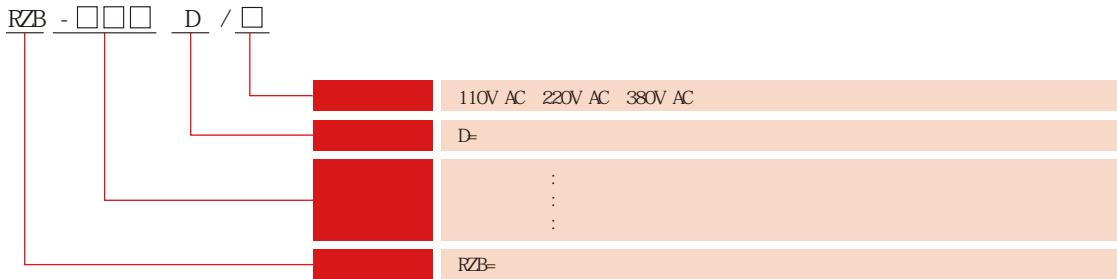 RZB - □□□ D / □
110V AC 220V AC 380V AC
D=
:
:
:
RZB=